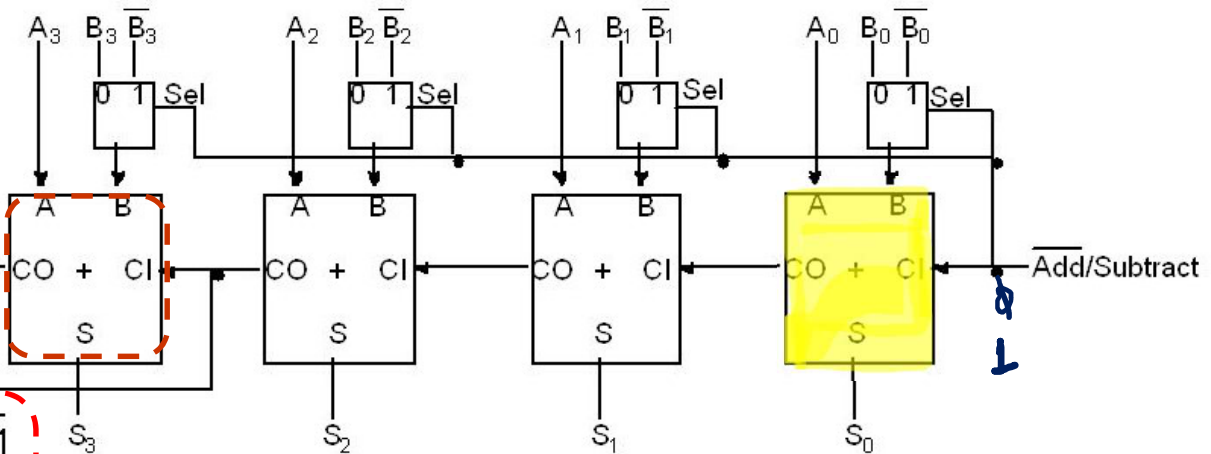 A₃ B₃ B̅₃ A₂ B₂ B̅₂ A₁ B₁ B̅₁ A₀ B₀ B̅₀
0 1 Sel 0 1 Sel 0 1 Sel 0 1 Sel
A B A B A B A B
CO + CI CO + CI CO + CI CO + CI A̅d̅d̅/Subtract
0
S S S S
1
1 S₃ S₂ S₁ S₀